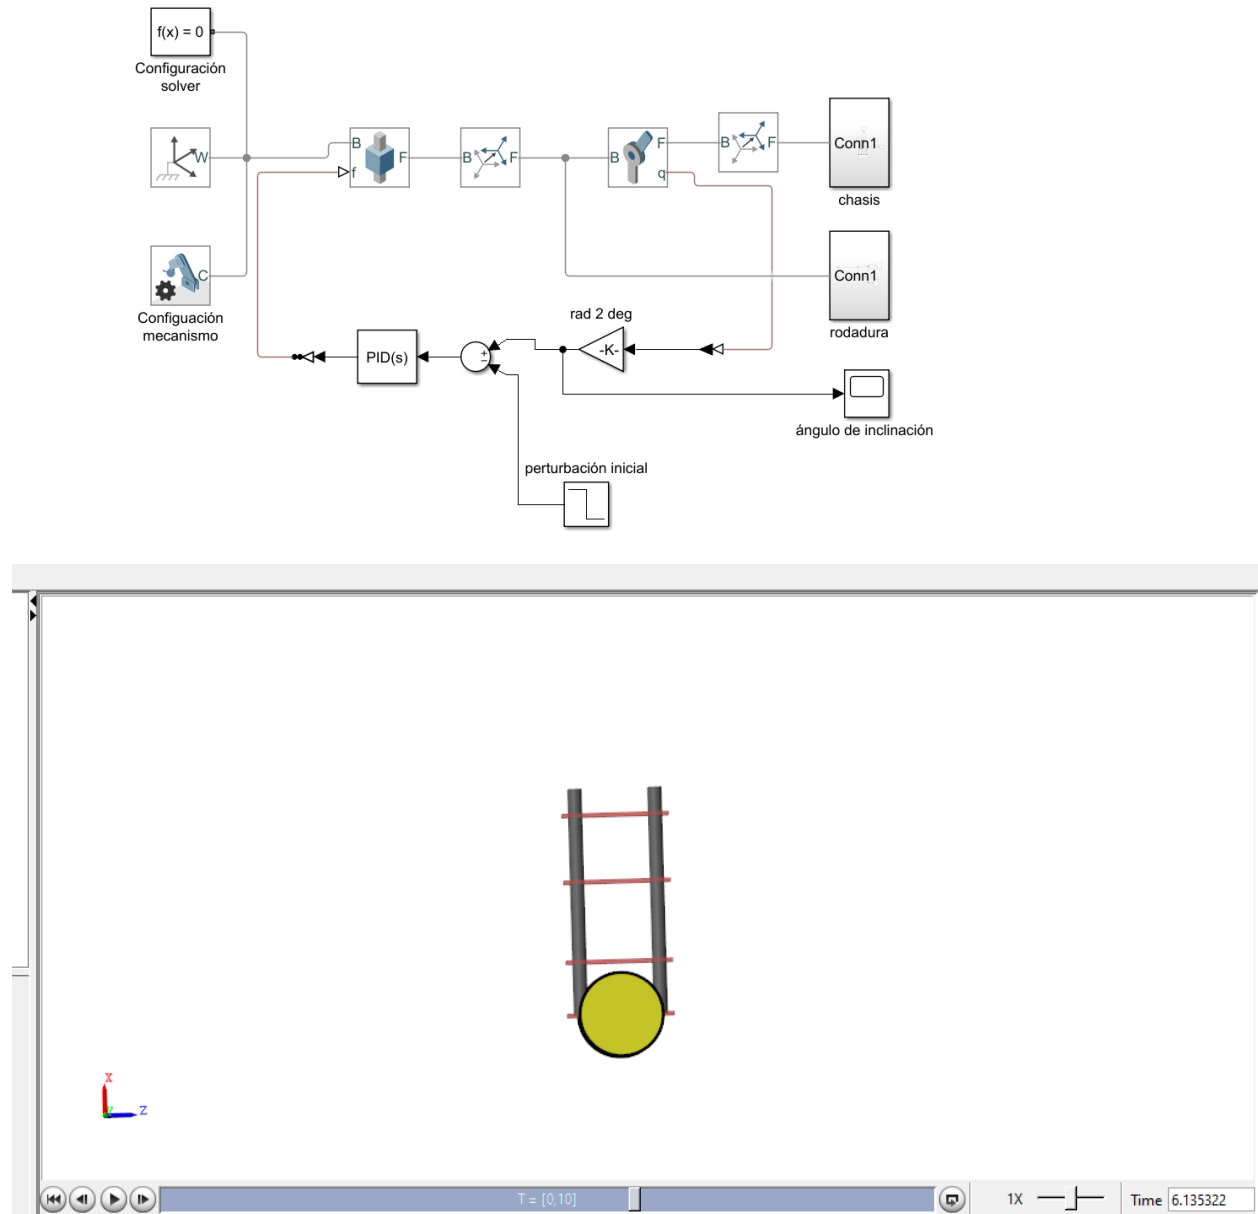 f(x) = 0
Configuración
solver
W
B
f
F
B
F
B
F
q
B
F
Conn1
chasis
C
Configuación
mecanismo
Conn1
rodadura
rad 2 deg
-K-
PID(s)
+
−
ángulo de inclinación
perturbación inicial
X
Y
Z
T = [0,10]
1X
Time 6.135322